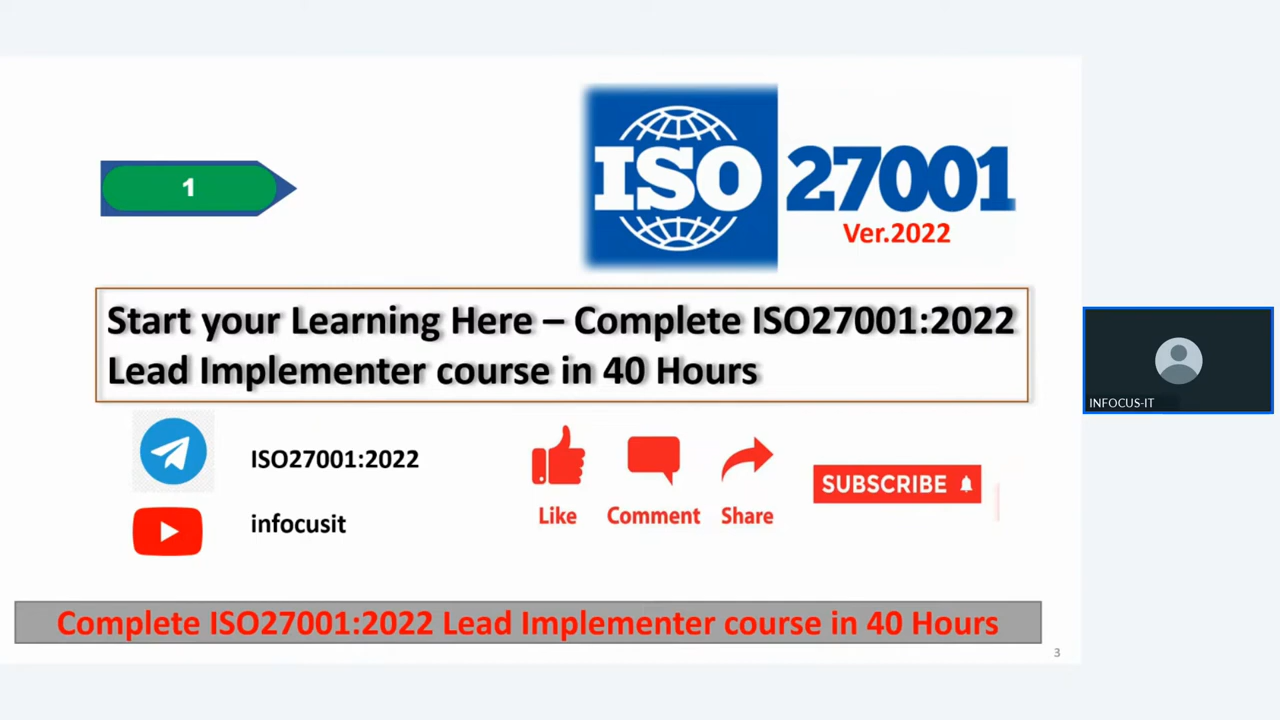 1
ISO 27001
Ver.2022
Start your Learning Here – Complete ISO27001:2022
Lead Implementer course in 40 Hours
ISO27001:2022
infocusit
Like Comment Share
SUBSCRIBE
INFOCUS-IT
Complete ISO27001:2022 Lead Implementer course in 40 Hours
3